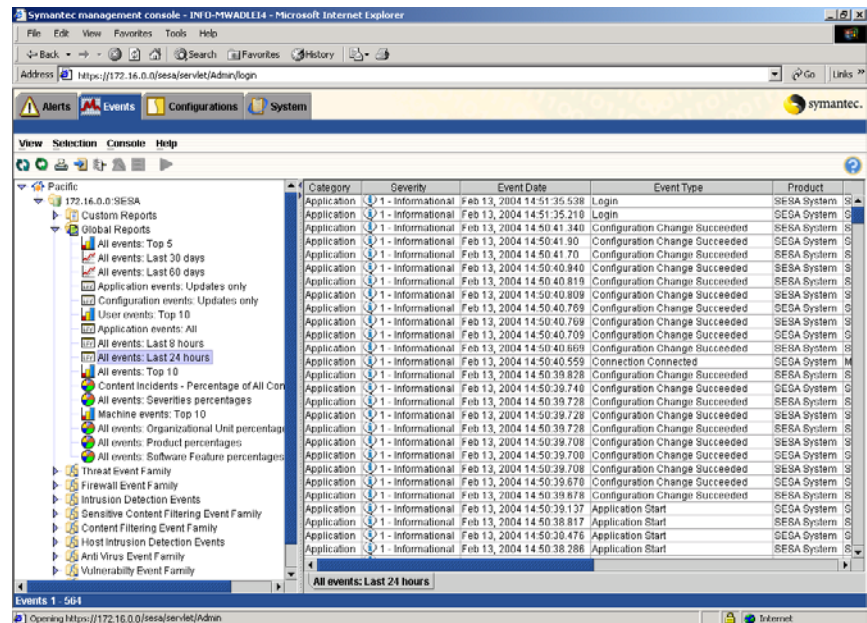 Symantec management console - INFO-MWADLEI4 - Microsoft Internet Explorer
File Edit View Favorites Tools Help
Back Search Favorites History
Address https://172.16.0.0/sesa/servlet/Admin/login Go Links »
Alerts Events Configurations System symantec.
View Selection Console Help
Pacific
172.16.0.0:SESA
Custom Reports
Global Reports
All events: Top 5
All events: Last 30 days
All events: Last 60 days
Application events: Updates only
Configuration events: Updates only
User events: Top 10
Application events: All
All events: Last 8 hours
All events: Last 24 hours
All events: Top 10
Content Incidents - Percentage of All Con
All events: Severities percentages
Machine events: Top 10
All events: Organizational Unit percentage
All events: Product percentages
All events: Software Feature percentages
Threat Event Family
Firewall Event Family
Intrusion Detection Events
Sensitive Content Filtering Event Family
Content Filtering Event Family
Host Intrusion Detection Events
Anti Virus Event Family
Vulnerabilty Event Family
Category Severity Event Date Event Type Product
Application 1 - Informational Feb 13, 2004 14:51:35.538 Login SESA System S
Application 1 - Informational Feb 13, 2004 14:51:35.218 Login SESA System S
Application 1 - Informational Feb 13, 2004 14:50:41.340 Configuration Change Succeeded SESA System S
Application 1 - Informational Feb 13, 2004 14:50:41.90 Configuration Change Succeeded SESA System S
Application 1 - Informational Feb 13, 2004 14:50:41.70 Configuration Change Succeeded SESA System S
Application 1 - Informational Feb 13, 2004 14:50:40.940 Configuration Change Succeeded SESA System S
Application 1 - Informational Feb 13, 2004 14:50:40.819 Configuration Change Succeeded SESA System S
Application 1 - Informational Feb 13, 2004 14:50:40.809 Configuration Change Succeeded SESA System S
Application 1 - Informational Feb 13, 2004 14:50:40.769 Configuration Change Succeeded SESA System S
Application 1 - Informational Feb 13, 2004 14:50:40.769 Configuration Change Succeeded SESA System S
Application 1 - Informational Feb 13, 2004 14:50:40.709 Configuration Change Succeeded SESA System S
Application 1 - Informational Feb 13, 2004 14:50:40.669 Configuration Change Succeeded SESA System S
Application 1 - Informational Feb 13, 2004 14:50:40.559 Connection Connected SESA System M
Application 1 - Informational Feb 13, 2004 14:50:39.828 Configuration Change Succeeded SESA System S
Application 1 - Informational Feb 13, 2004 14:50:39.748 Configuration Change Succeeded SESA System S
Application 1 - Informational Feb 13, 2004 14:50:39.728 Configuration Change Succeeded SESA System S
Application 1 - Informational Feb 13, 2004 14:50:39.728 Configuration Change Succeeded SESA System S
Application 1 - Informational Feb 13, 2004 14:50:39.728 Configuration Change Succeeded SESA System S
Application 1 - Informational Feb 13, 2004 14:50:39.708 Configuration Change Succeeded SESA System S
Application 1 - Informational Feb 13, 2004 14:50:39.708 Configuration Change Succeeded SESA System S
Application 1 - Informational Feb 13, 2004 14:50:39.708 Configuration Change Succeeded SESA System S
Application 1 - Informational Feb 13, 2004 14:50:39.678 Configuration Change Succeeded SESA System S
Application 1 - Informational Feb 13, 2004 14:50:39.678 Configuration Change Succeeded SESA System S
Application 1 - Informational Feb 13, 2004 14:50:39.137 Application Start SESA System S
Application 1 - Informational Feb 13, 2004 14:50:38.817 Application Start SESA System S
Application 1 - Informational Feb 13, 2004 14:50:38.476 Application Start SESA System S
Application 1 - Informational Feb 13, 2004 14:50:38.286 Application Start SESA System S
All events: Last 24 hours
Events 1 - 564
Opening https://172.16.0.0/sesa/servlet/Admin Internet